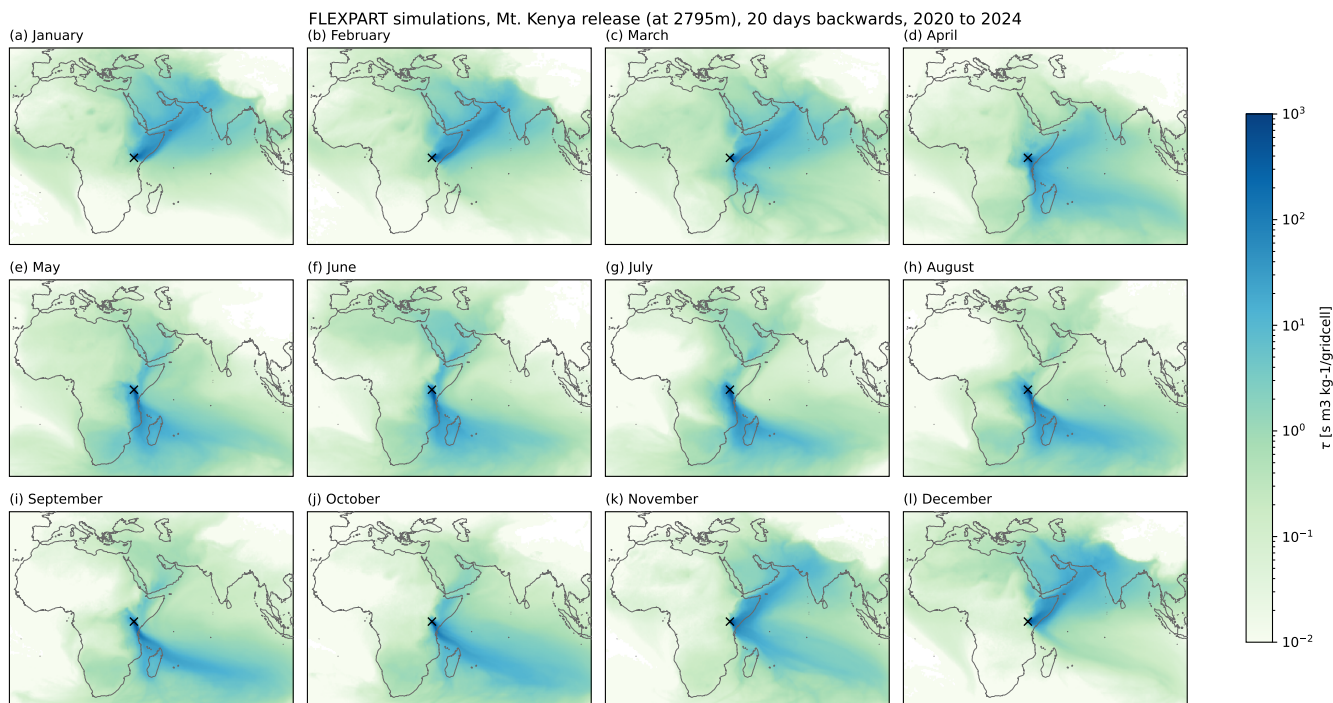 FLEXPART simulations, Mt. Kenya release (at 2795m), 20 days backwards, 2020 to 2024
(a) January
(b) February
(c) March
(d) April
(e) May
(f) June
(g) July
(h) August
(i) September
(j) October
(k) November
(l) December
10³
10²
10¹
10⁰
10⁻¹
10⁻²
τ [s m3 kg-1/gridcell]